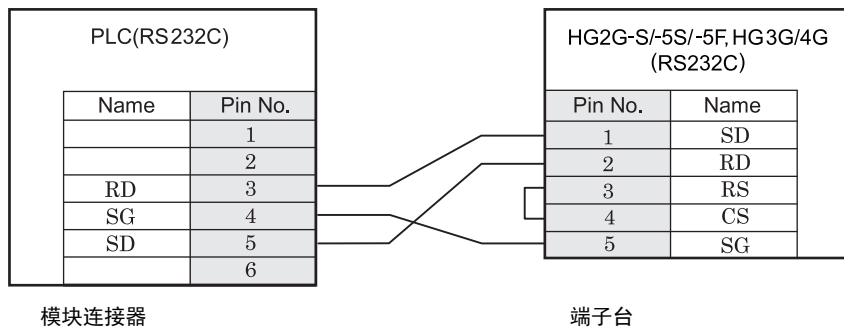 PLC(RS232C)
Name Pin No.
1
2
RD 3
SG 4
SD 5
6
模块连接器
HG2G-S/-5S/-5F, HG3G/4G
(RS232C)
Pin No. Name
1 SD
2 RD
3 RS
4 CS
5 SG
端子台